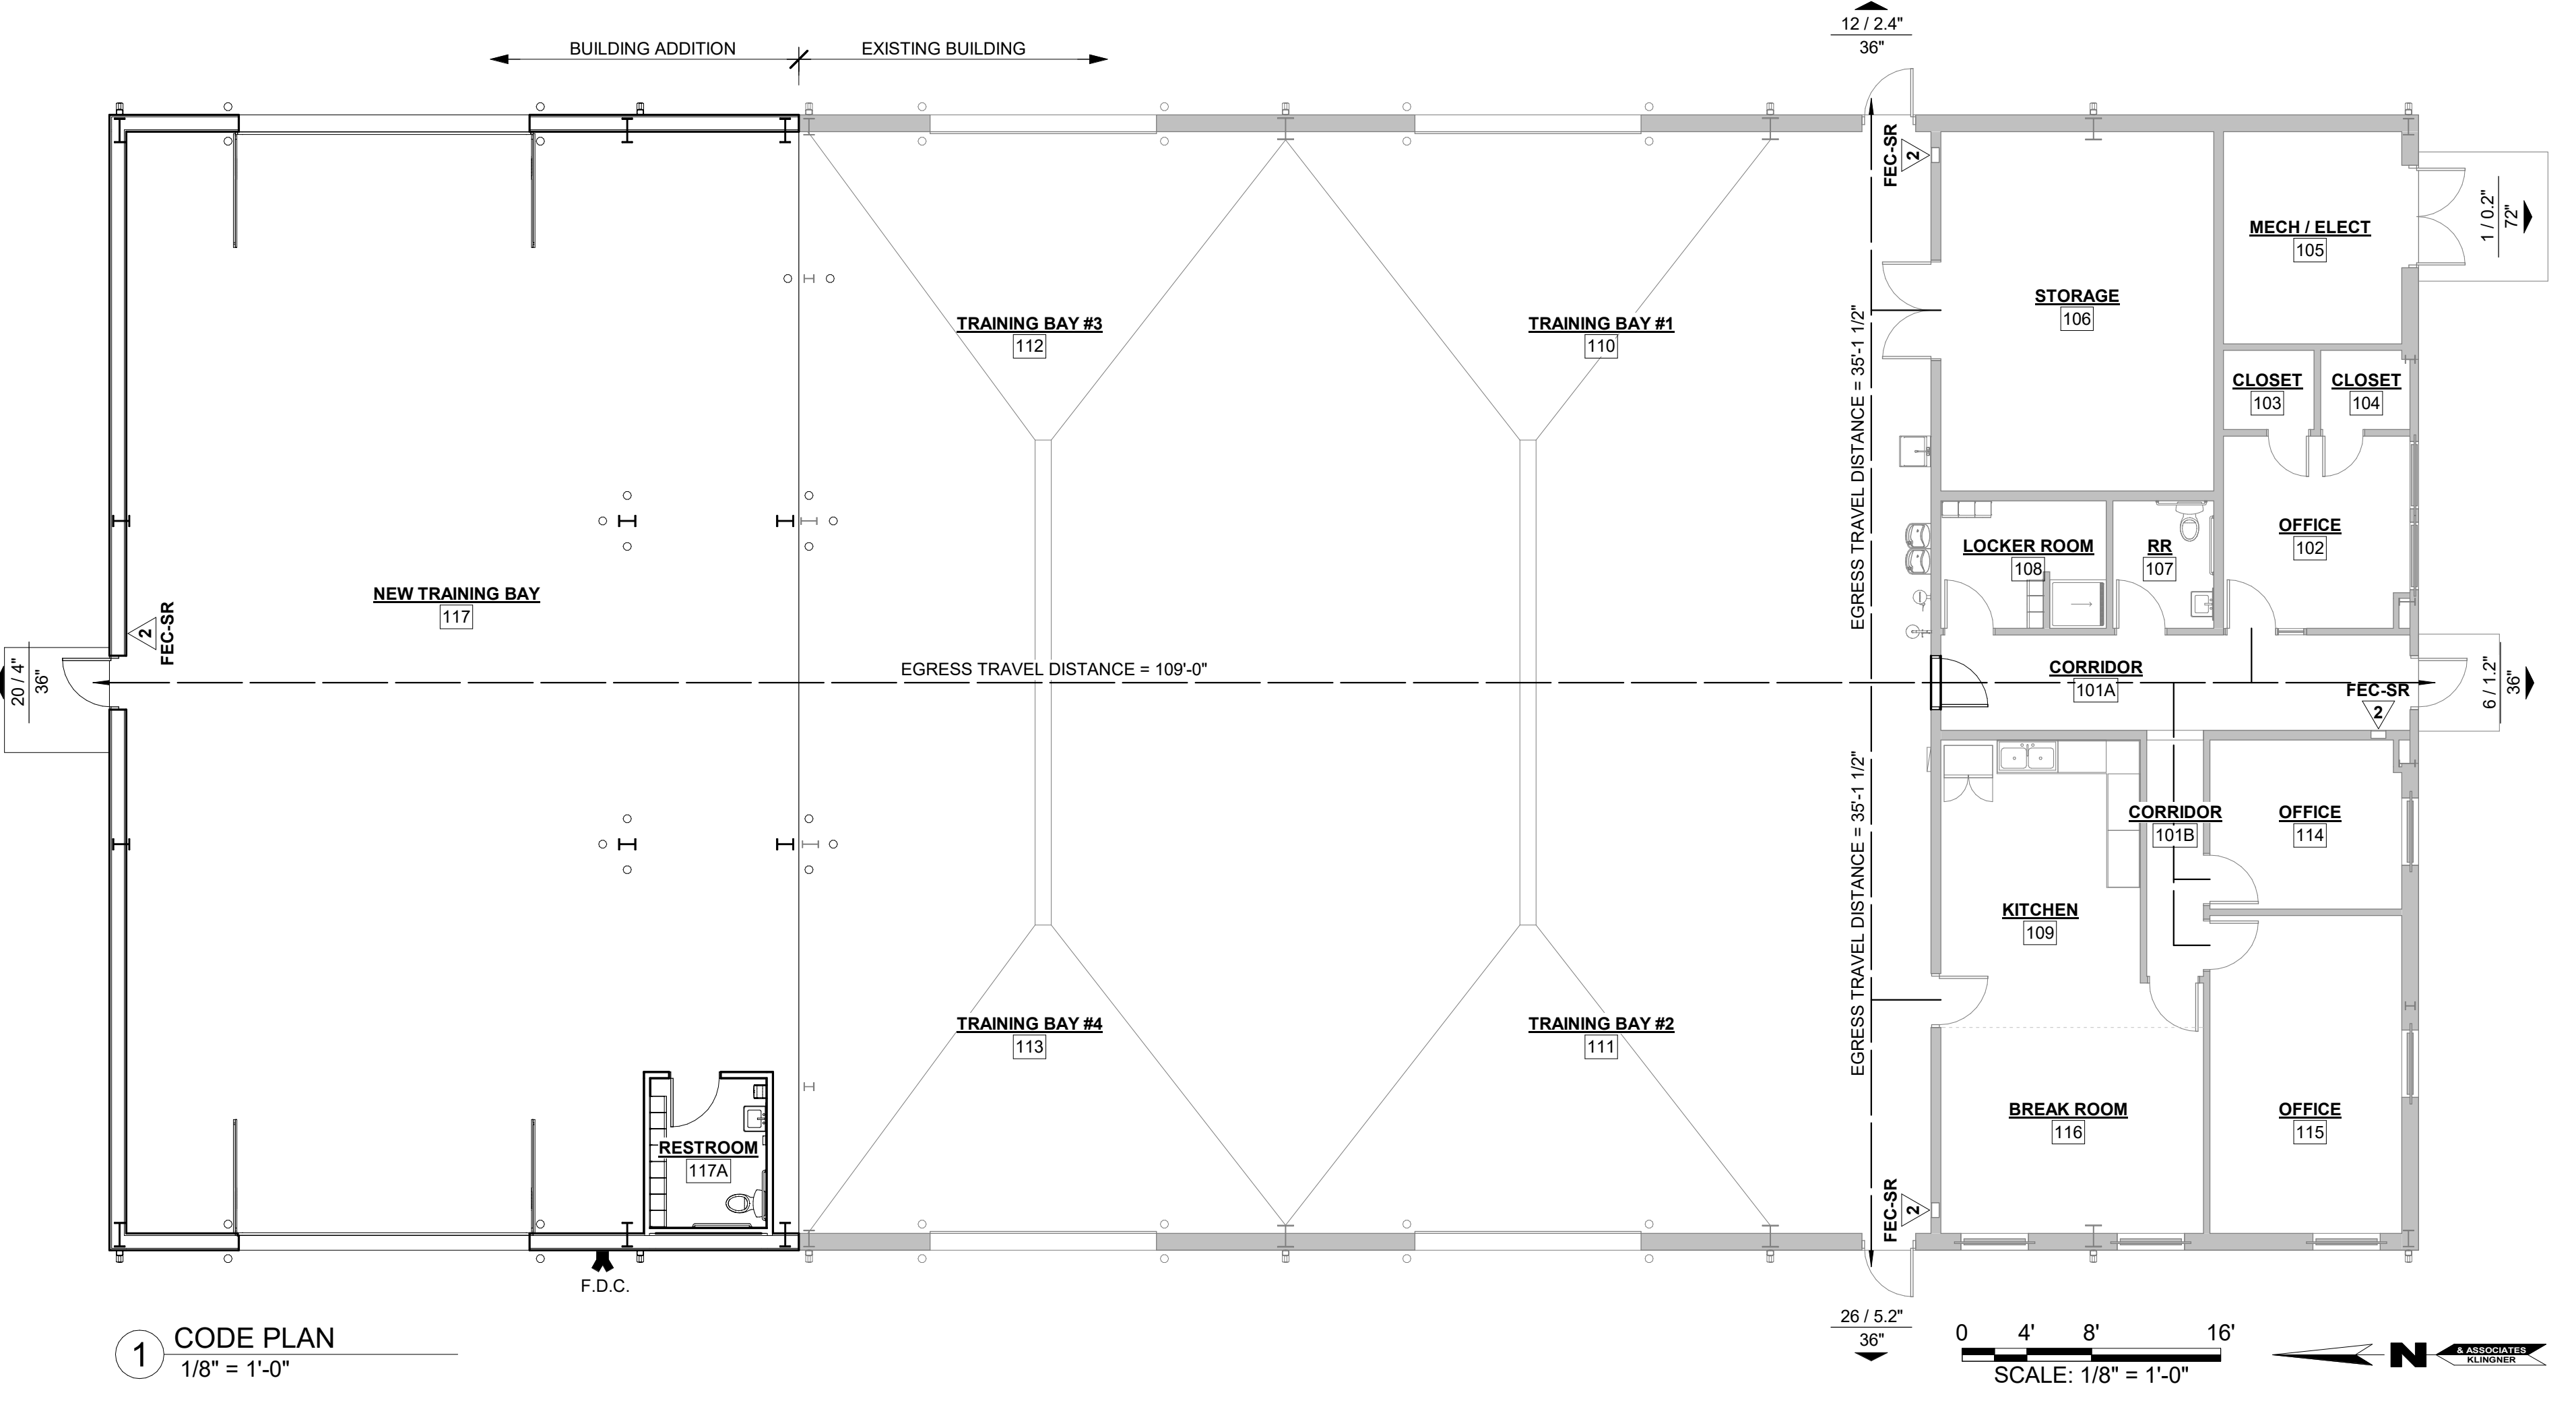 12 / 2.4"
36"
BUILDING ADDITION
EXISTING BUILDING
FEC-SR
2
1 / 0.2"
72"
MECH / ELECT
105
STORAGE
106
TRAINING BAY #3
112
TRAINING BAY #1
110
EGRESS TRAVEL DISTANCE = 35'-1 1/2"
CLOSET
103
CLOSET
104
OFFICE
102
LOCKER ROOM
108
RR
107
NEW TRAINING BAY
117
2
FEC-SR
20 / 4"
36"
EGRESS TRAVEL DISTANCE = 109'-0"
CORRIDOR
101A
FEC-SR
2
6 / 1.2"
36"
EGRESS TRAVEL DISTANCE = 35'-1 1/2"
CORRIDOR
101B
OFFICE
114
KITCHEN
109
TRAINING BAY #4
113
TRAINING BAY #2
111
BREAK ROOM
116
OFFICE
115
RESTROOM
117A
FEC-SR
2
F.D.C.
26 / 5.2"
36"
1
CODE PLAN
1/8" = 1'-0"
0 4' 8' 16'
SCALE: 1/8" = 1'-0"
N
& ASSOCIATES
KLINGNER